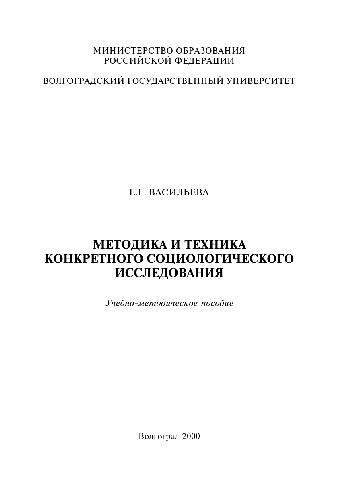 МИНИСТЕРСТВО ОБРАЗОВАНИЯ
РОССИЙСКОЙ ФЕДЕРАЦИИ
ВОЛГОГРАДСКИЙ ГОСУДАРСТВЕННЫЙ УНИВЕРСИТЕТ
ВАСИЛЬЕВА
МЕТОДИКА И ТЕХНИКА
КОНКРЕТНОГО СОЦИОЛОГИЧЕСКОГО
ИССЛЕДОВАНИЯ
Учебно-методическое пособие
Волгоград 2000